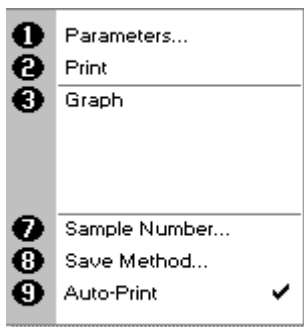 1 Parameters...
2 Print
3 Graph
7 Sample Number...
8 Save Method...
9 Auto-Print ✓